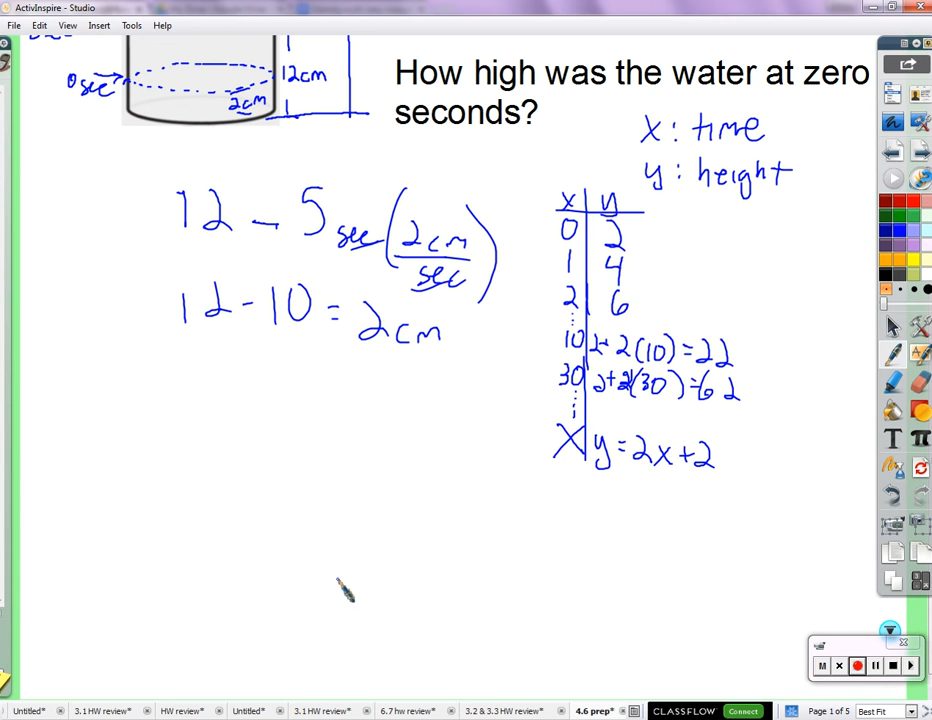 ActivInspire - Studio
File Edit View Insert Tools Help
0 sec
12cm
2cm
How high was the water at zero
seconds?
x : time
y : height
12 - 5 sec (2cm/sec)
12 - 10 = 2cm
x y
0 2
1 4
2 6
10 2+2(10)=22
30 2+2(30)=62
X y=2x+2
Untitled* 3.1 HW review* HW review* Untitled* 3.1 HW review* 6.7 hw review* 3.2 & 3.3 HW review* 4.6 prep* CLASSFLOW Connect Page 1 of 5 Best Fit